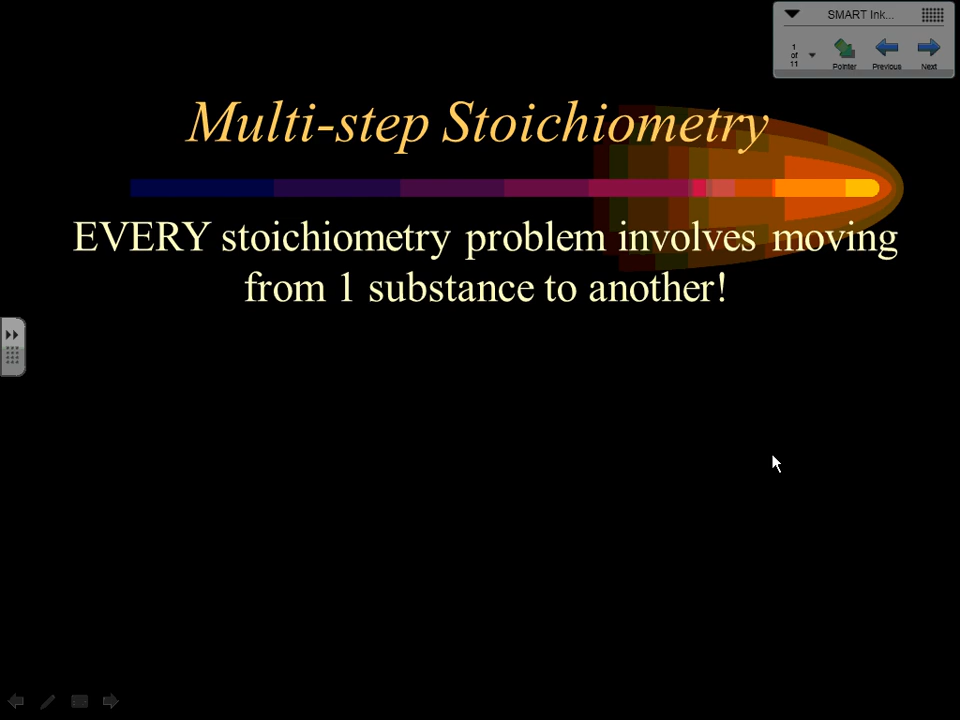 SMART Ink...
1
of
11
Pointer Previous Next
Multi-step Stoichiometry
EVERY stoichiometry problem involves moving
from 1 substance to another!